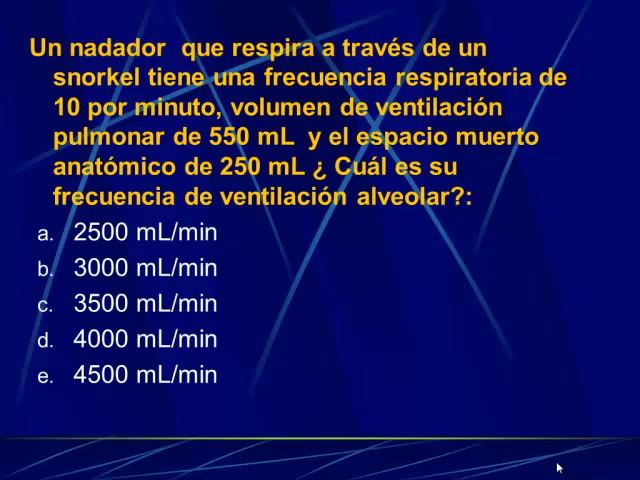 Un nadador que respira a través de un
snorkel tiene una frecuencia respiratoria de
10 por minuto, volumen de ventilación
pulmonar de 550 mL y el espacio muerto
anatómico de 250 mL ¿ Cuál es su
frecuencia de ventilación alveolar?:
a. 2500 mL/min
b. 3000 mL/min
c. 3500 mL/min
d. 4000 mL/min
e. 4500 mL/min